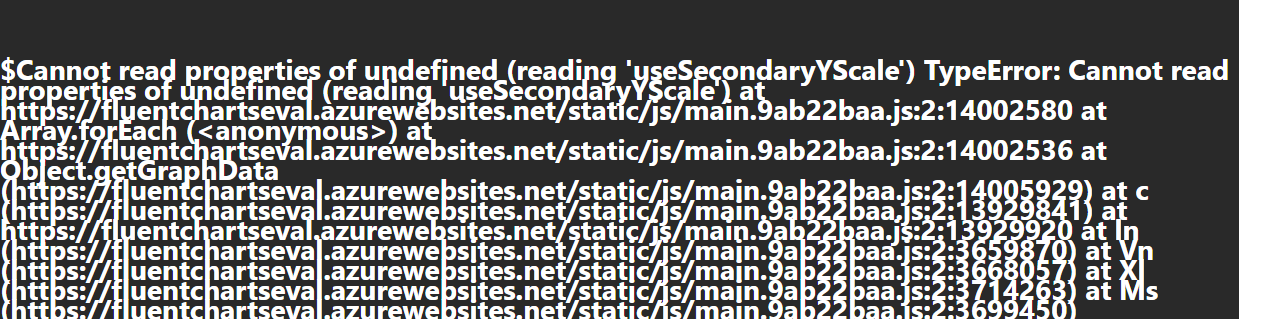 $Cannot read properties of undefined (reading 'useSecondaryYScale') TypeError: Cannot read
properties of undefined (reading 'useSecondaryYScale') at
https://fluentchartseval.azurewebsites.net/static/js/main.9ab22baa.js:2:14002580 at
Array.forEach (<anonymous>) at
https://fluentchartseval.azurewebsites.net/static/js/main.9ab22baa.js:2:14002536 at
Object.getGraphData
(https://fluentchartseval.azurewebsites.net/static/js/main.9ab22baa.js:2:14005929) at c
(https://fluentchartseval.azurewebsites.net/static/js/main.9ab22baa.js:2:13929841) at
https://fluentchartseval.azurewebsites.net/static/js/main.9ab22baa.js:2:13929920 at ln
(https://fluentchartseval.azurewebsites.net/static/js/main.9ab22baa.js:2:3659870) at Vn
(https://fluentchartseval.azurewebsites.net/static/js/main.9ab22baa.js:2:3668057) at Xl
(https://fluentchartseval.azurewebsites.net/static/js/main.9ab22baa.js:2:3714263) at Ms
(https://fluentchartseval.azurewebsites.net/static/js/main.9ab22baa.js:2:3699450)